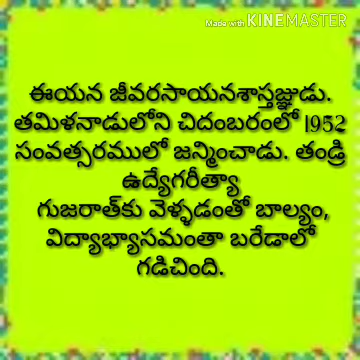 Made with KINEMASTER
ఈయన జీవరసాయనశాస్త్రజ్ఞుడు.
తమిళనాడులోని చిదంబరంలో 1952
సంవత్సరములో జన్మించాడు. తండ్రి
ఉద్యేగరీత్యా
గుజరాత్‌కు వెళ్ళడంతో బాల్యం,
విద్యాభ్యాసమంతా బరేడాలో
గడిచింది.